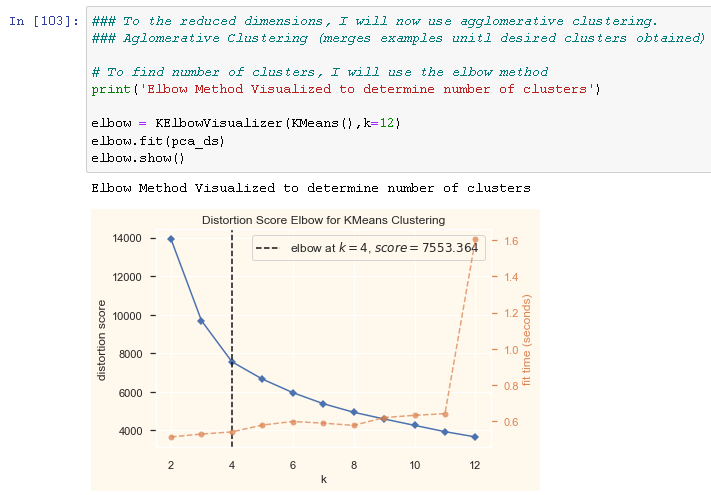 In [103]:
### To the reduced dimensions, I will now use agglomerative clustering.
### Aglomerative Clustering (merges examples unitl desired clusters obtained)
# To find number of clusters, I will use the elbow method
print('Elbow Method Visualized to determine number of clusters')
elbow = KElbowVisualizer(KMeans(),k=12)
elbow.fit(pca_ds)
elbow.show()
Elbow Method Visualized to determine number of clusters
Distortion Score Elbow for KMeans Clustering
elbow at k = 4, score = 7553.364
distortion score
14000
12000
10000
8000
6000
4000
fit time (seconds)
1.6
1.4
1.2
1.0
0.8
0.6
2 4 6 8 10 12
k